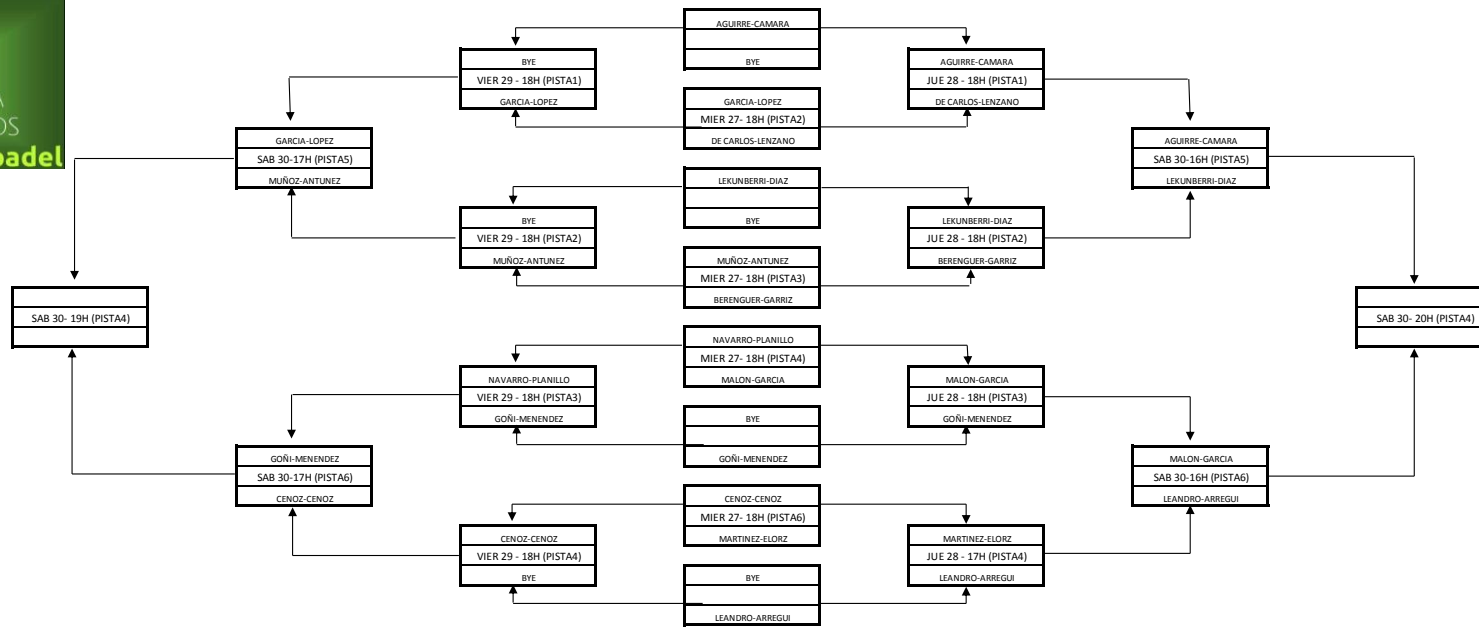 OS
padel
SAB 30- 19H (PISTA4)
GARCIA-LOPEZ
SAB 30-17H (PISTA5)
MUÑOZ-ANTUNEZ
GOÑI-MENENDEZ
SAB 30-17H (PISTA6)
CENOZ-CENOZ
BYE
VIER 29 - 18H (PISTA1)
GARCIA-LOPEZ
BYE
VIER 29 - 18H (PISTA2)
MUÑOZ-ANTUNEZ
NAVARRO-PLANILLO
VIER 29 - 18H (PISTA3)
GOÑI-MENENDEZ
CENOZ-CENOZ
VIER 29 - 18H (PISTA4)
BYE
AGUIRRE-CAMARA
BYE
GARCIA-LOPEZ
MIER 27- 18H (PISTA2)
DE CARLOS-LENZANO
LEKUNBERRI-DIAZ
BYE
MUÑOZ-ANTUNEZ
MIER 27- 18H (PISTA3)
BERENGUER-GARRIZ
NAVARRO-PLANILLO
MIER 27- 18H (PISTA4)
MALON-GARCIA
BYE
GOÑI-MENENDEZ
CENOZ-CENOZ
MIER 27- 18H (PISTA6)
MARTINEZ-ELORZ
BYE
LEANDRO-ARREGUI
AGUIRRE-CAMARA
JUE 28 - 18H (PISTA1)
DE CARLOS-LENZANO
LEKUNBERRI-DIAZ
JUE 28 - 18H (PISTA2)
BERENGUER-GARRIZ
MALON-GARCIA
JUE 28 - 18H (PISTA3)
GOÑI-MENENDEZ
MARTINEZ-ELORZ
JUE 28 - 17H (PISTA4)
LEANDRO-ARREGUI
AGUIRRE-CAMARA
SAB 30-16H (PISTA5)
LEKUNBERRI-DIAZ
MALON-GARCIA
SAB 30-16H (PISTA6)
LEANDRO-ARREGUI
SAB 30- 20H (PISTA4)